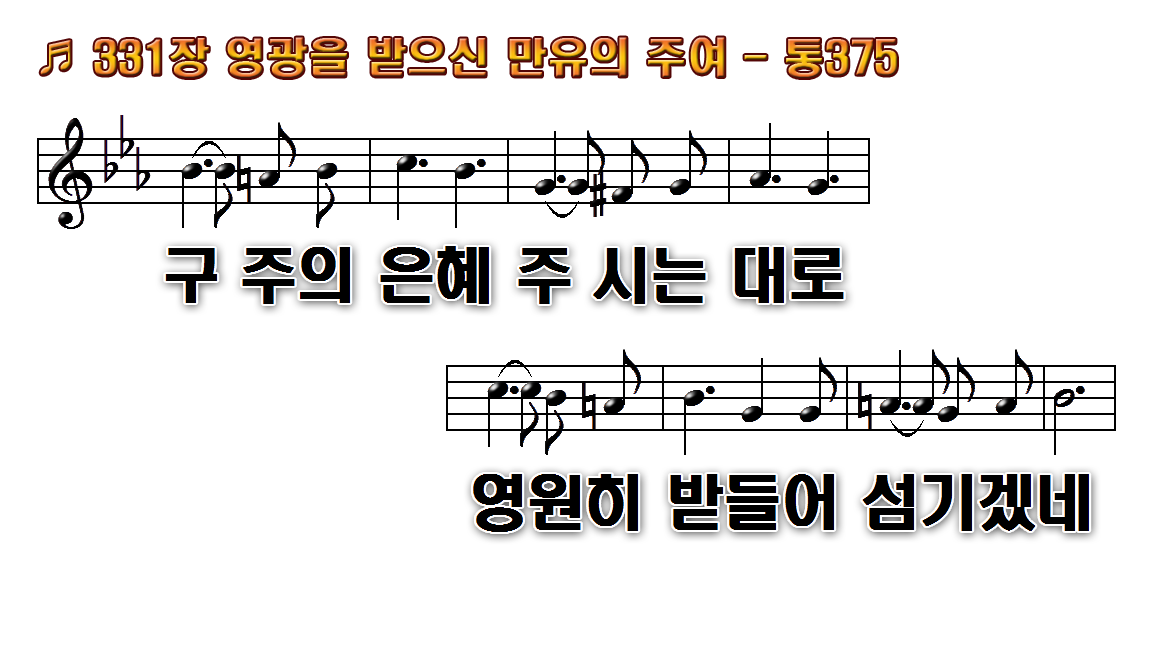 ♬ 331장 영광을 받으신 만유의 주여 - 통375
구 주의 은혜 주 시는 대로
영원히 받들어 섬기겠네